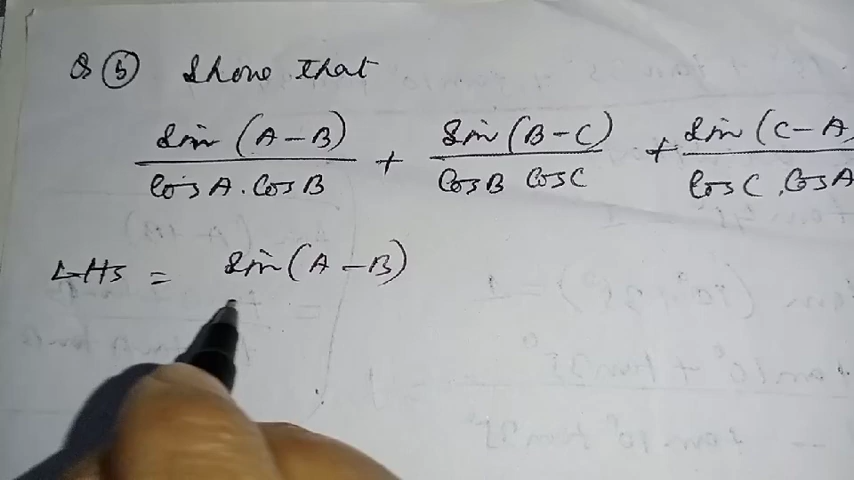 Q (5) Show that
sin (A-B) / cos A . cos B + sin (B-C) / cos B cos C + sin (C-A) / cos C . cos A
LHS = sin (A-B)